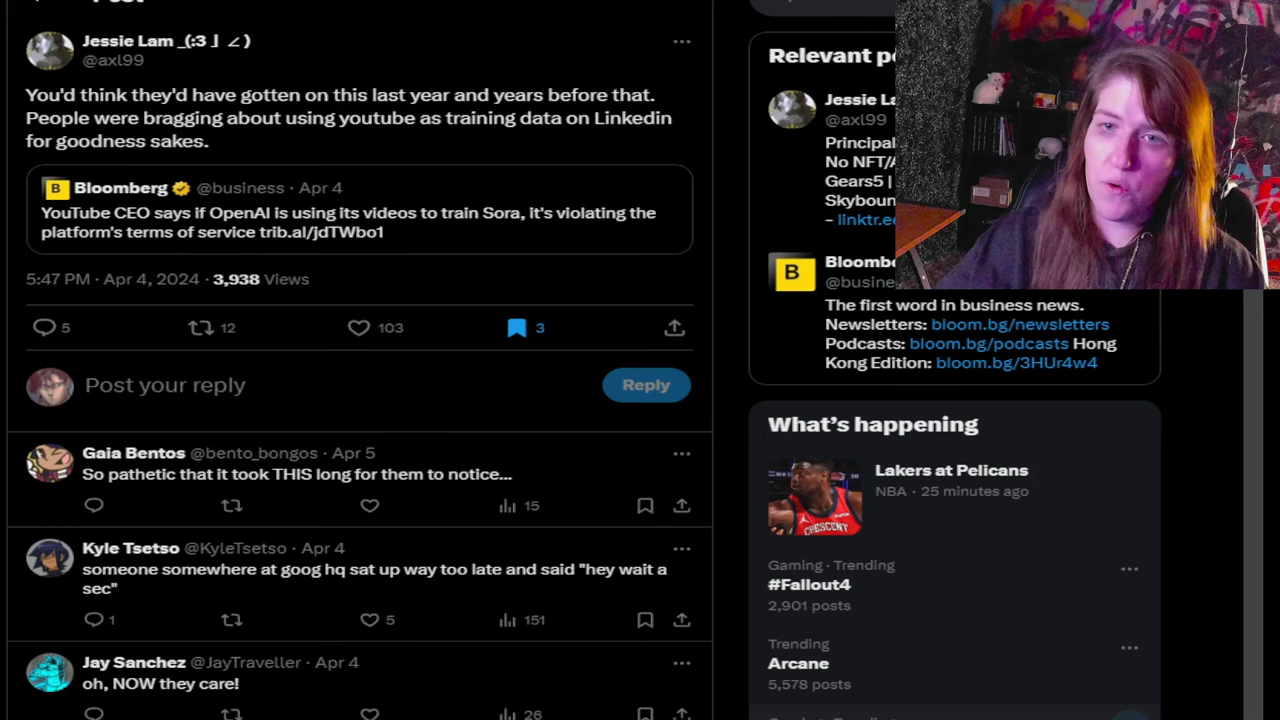 Jessie Lam _(:3 ｣ ∠)
@axl99
You'd think they'd have gotten on this last year and years before that.
People were bragging about using youtube as training data on Linkedin
for goodness sakes.
B Bloomberg @business · Apr 4
YouTube CEO says if OpenAI is using its videos to train Sora, it's violating the
platform's terms of service trib.al/jdTWbo1
5:47 PM · Apr 4, 2024 · 3,938 Views
5 12 103 3
Post your reply
Reply
Gaia Bentos @bento_bongos · Apr 5
So pathetic that it took THIS long for them to notice...
15
Kyle Tsetso @KyleTsetso · Apr 4
someone somewhere at goog hq sat up way too late and said "hey wait a
sec"
1 5 151
Jay Sanchez @JayTraveller · Apr 4
oh, NOW they care!
26
Relevant
Jessie
@axl99
No
Gears5 |
–
B
The first word in business news.
Newsletters: bloom.bg/newsletters
Podcasts: bloom.bg/podcasts Hong
Kong Edition: bloom.bg/3HUr4w4
What's happening
Lakers at Pelicans
NBA · 25 minutes ago
CRESCENT
Gaming · Trending
#Fallout4
2,901 posts
Trending
Arcane
5,578 posts